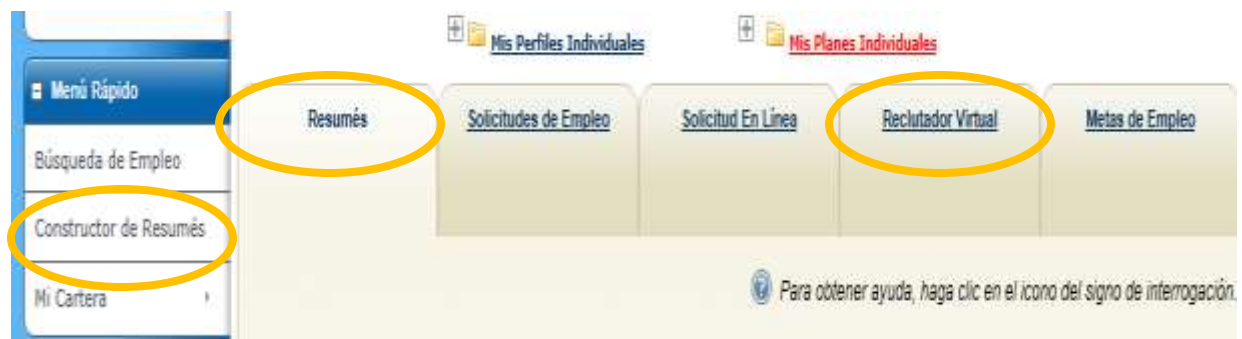 Mis Perfiles Individuales
Mis Planes Individuales
Menú Rápido
Búsqueda de Empleo
Constructor de Resumés
Mi Cartera
Resumés
Solicitudes de Empleo
Solicitud En Línea
Reclutador Virtual
Metas de Empleo
Para obtener ayuda, haga clic en el icono del signo de interrogación.